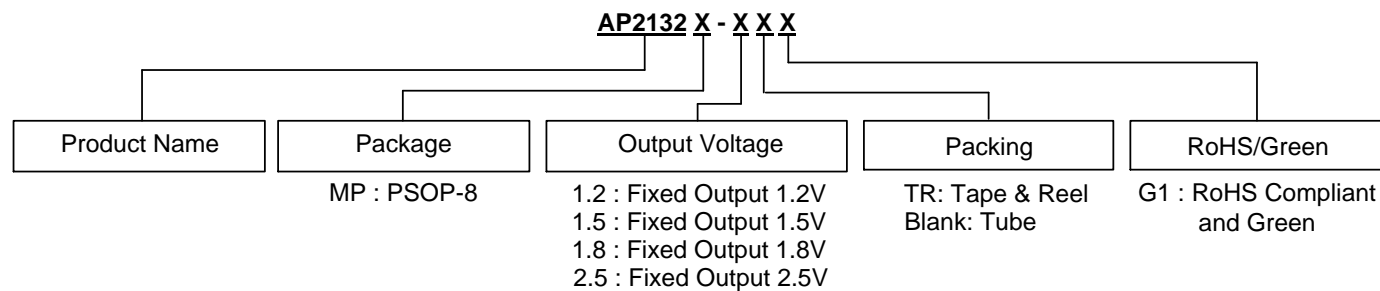 AP2132 X - X X X
Product Name
Package
Output Voltage
Packing
RoHS/Green
MP : PSOP-8
1.2 : Fixed Output 1.2V
1.5 : Fixed Output 1.5V
1.8 : Fixed Output 1.8V
2.5 : Fixed Output 2.5V
TR: Tape & Reel
Blank: Tube
G1 : RoHS Compliant
and Green